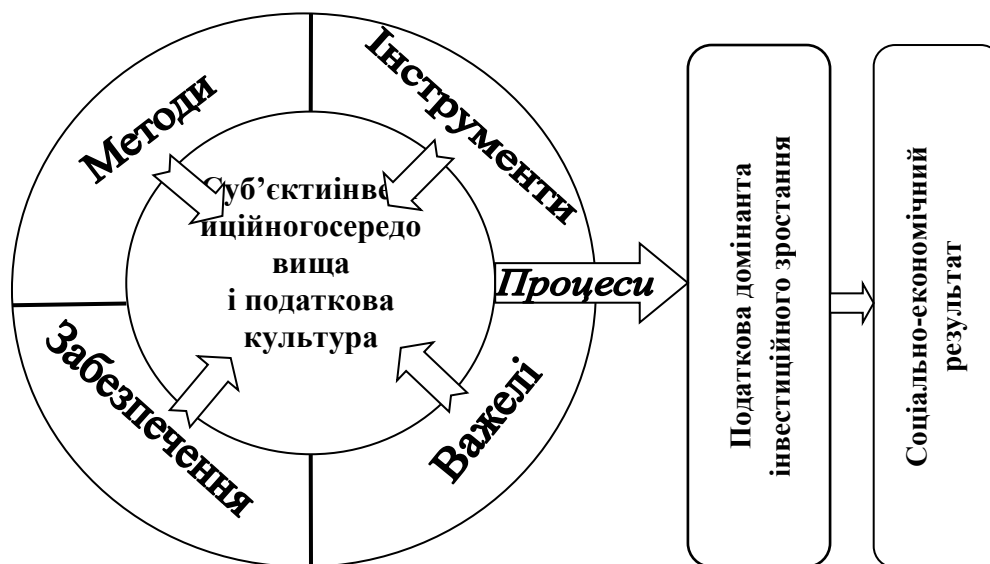 Методи
Інструменти
Суб’єктиінве
иційногосередо
вища
і податкова
культура
Процеси
Забезпечення
Важелі
Податкова домінанта
інвестиційного зростання
Соціально-економічний
результат